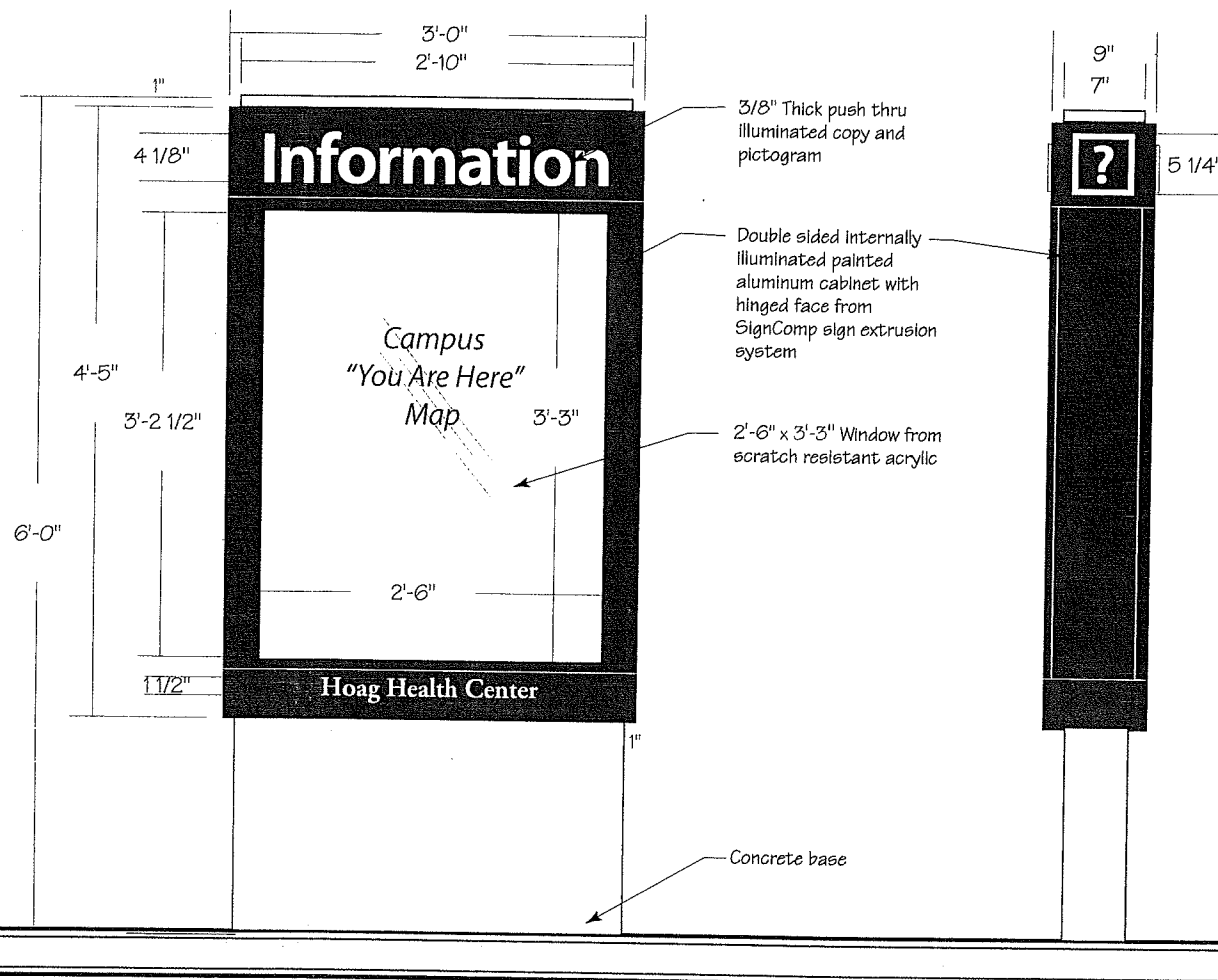 3'-0"
2'-10"
9"
7"
1"
4 1/8"
Information
3/8" Thick push thru
illuminated copy and
pictogram
?
5 1/4"
Double sided internally
illuminated painted
aluminum cabinet with
hinged face from
SignComp sign extrusion
system
Campus
"You Are Here"
Map
4'-5"
3'-2 1/2"
3'-3"
2'-6" x 3'-3" Window from
scratch resistant acrylic
6'-0"
2'-6"
1 1/2"
Hoag Health Center
1"
Concrete base